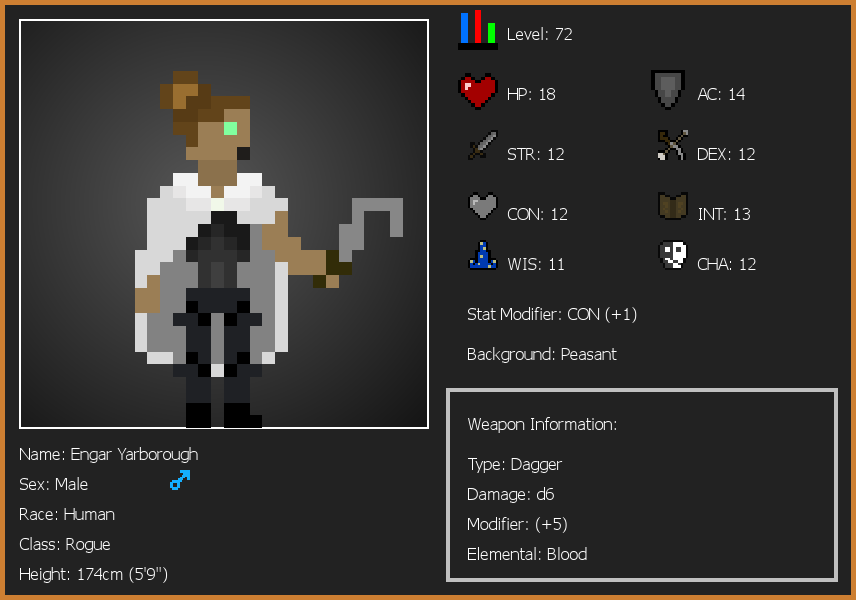 Level: 72
HP: 18
AC: 14
STR: 12
DEX: 12
CON: 12
INT: 13
WIS: 11
CHA: 12
Stat Modifier: CON (+1)
Background: Peasant
Weapon Information:
Type: Dagger
Damage: d6
Modifier: (+5)
Elemental: Blood
Name: Engar Yarborough
Sex: Male
Race: Human
Class: Rogue
Height: 174cm (5'9")